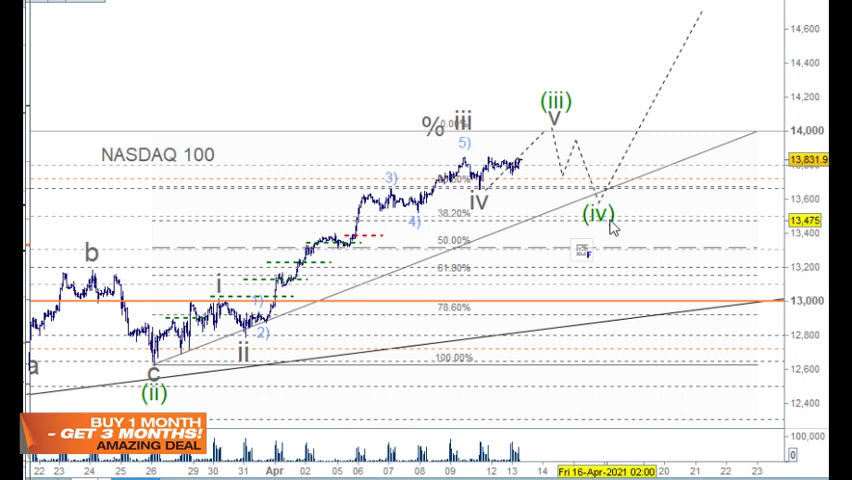 14,600
14,400
14,200
(iii)
v
% iii
0.00%
14,000
5)
NASDAQ 100
13,831.9
3)
iv
13,600
38.20%
4)
(iv)
13,475
13,400
50.00%
b
F
61.80%
13,200
i
1)
78.60%
13,000
2)
12,800
ii
100.00%
a
c
12,600
(ii)
12,400
BUY 1 MONTH
- GET 3 MONTHS!
AMAZING DEAL
100,000
0
22 23 24 25 26 29 30 31 Apr 02 05 06 07 08 09 12 13 14 Fri 16-Apr-2021 02:00 20 21 22 23